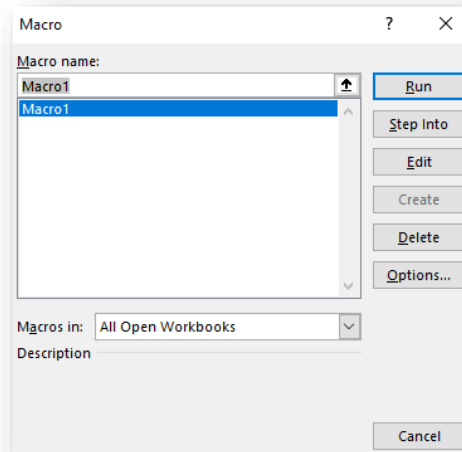 Macro ? ×
Macro name:
Macro1
Macro1
Run
Step Into
Edit
Create
Delete
Options...
Macros in: All Open Workbooks
Description
Cancel